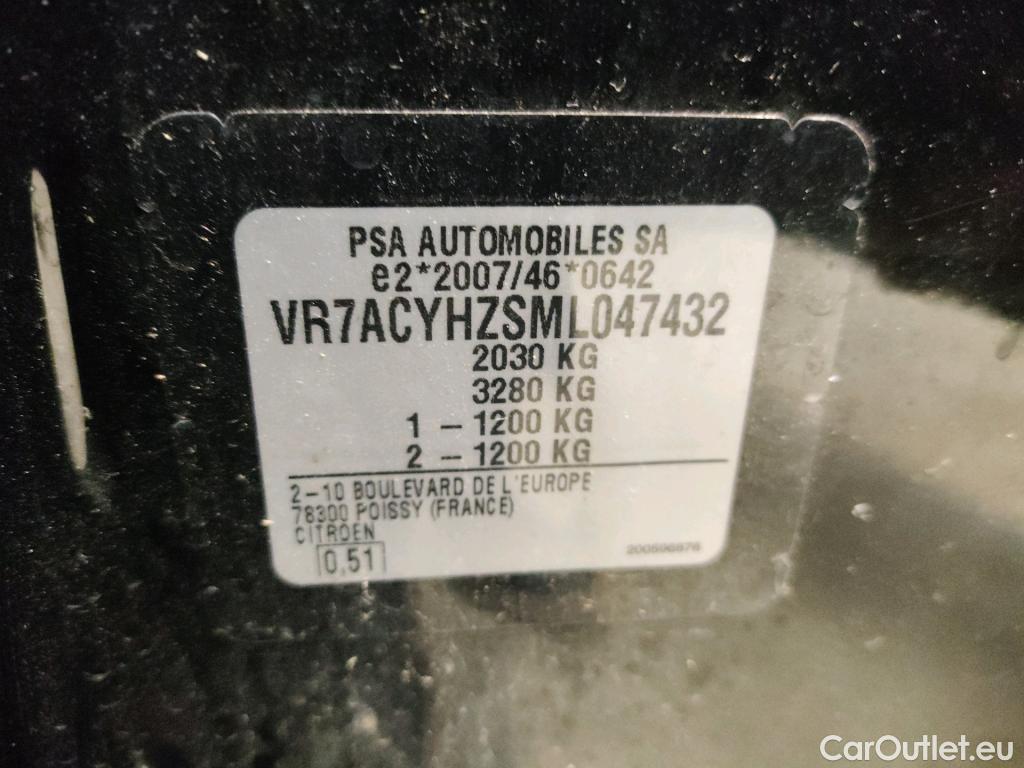 PSA AUTOMOBILES SA
e2*2007/46*0642
VR7ACYHZSML047432
2030 KG
3280 KG
1 - 1200 KG
2 - 1200 KG
2-10 BOULEVARD DE L'EUROPE
78300 POISSY (FRANCE)
CITROEN
0,51
CarOutlet.eu